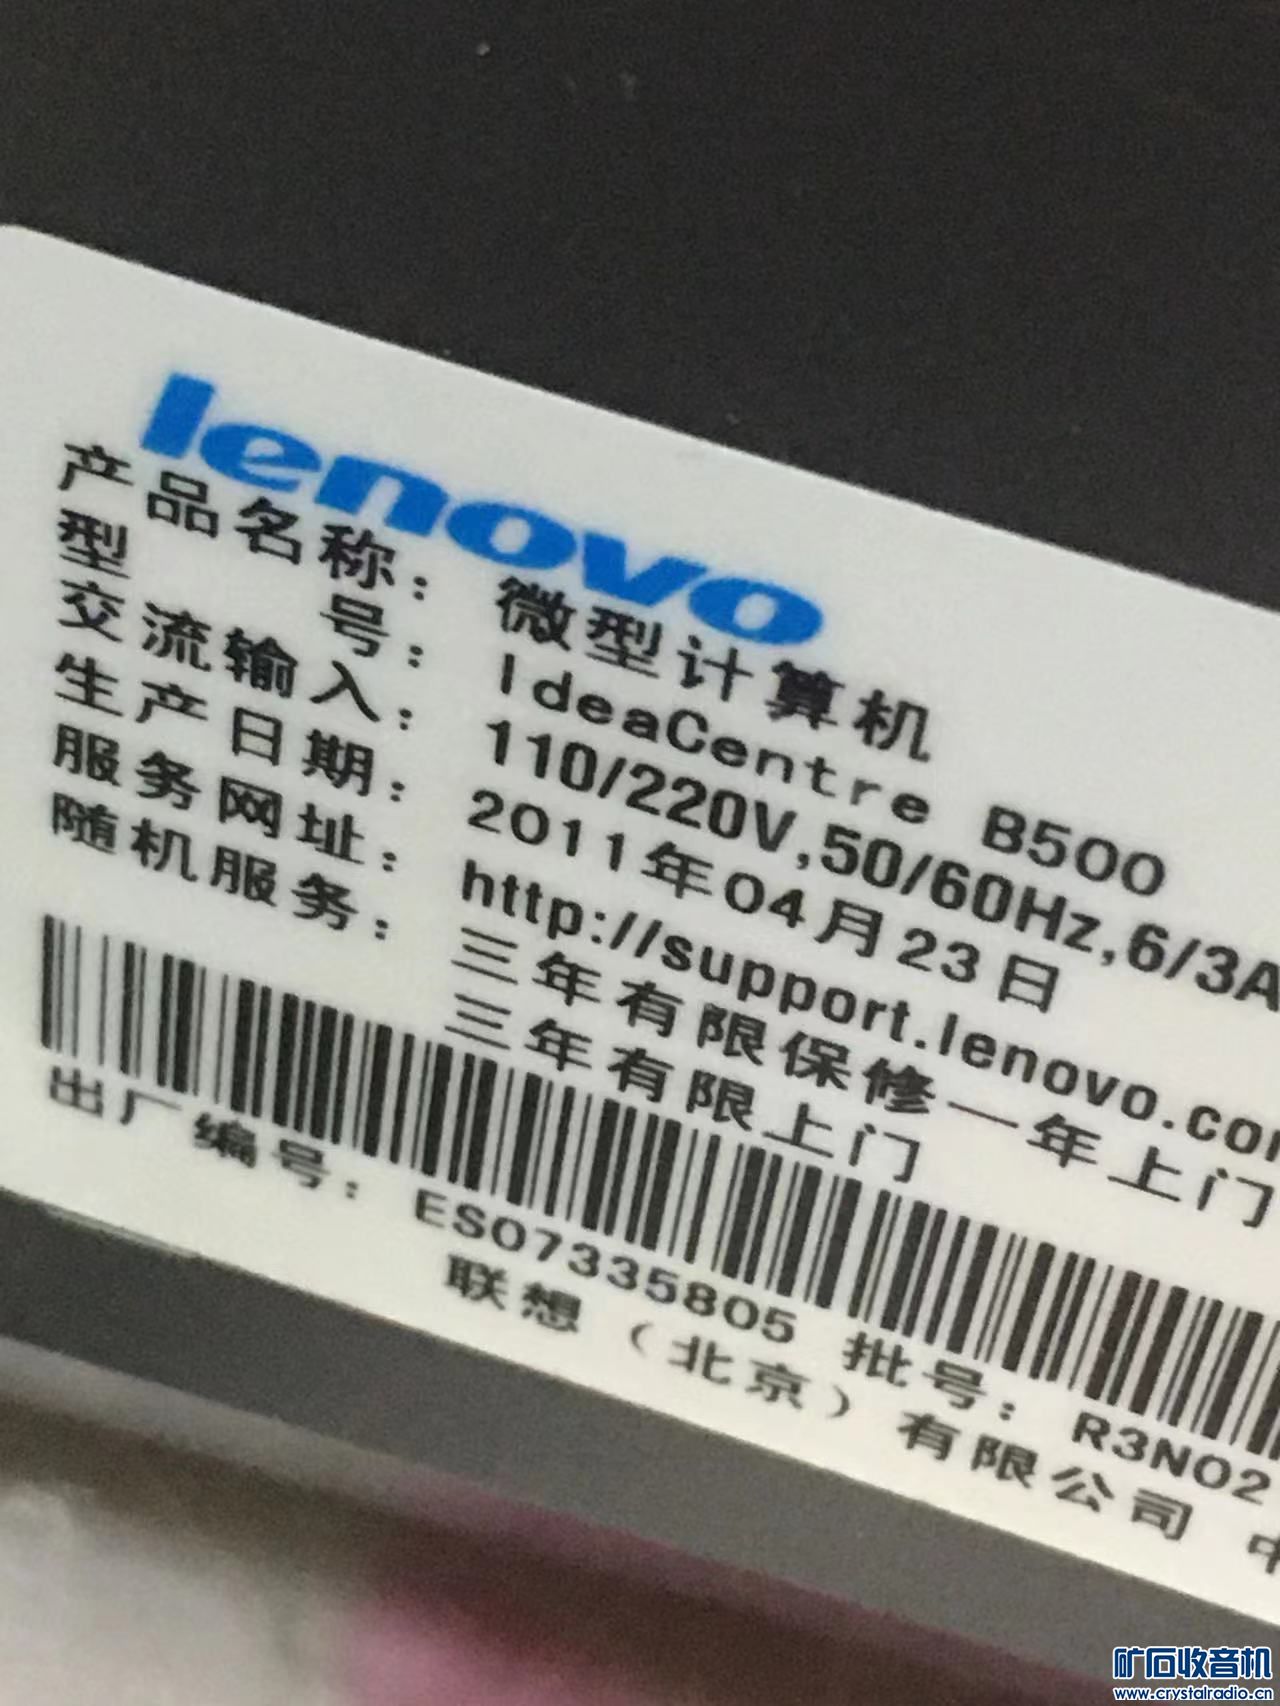 lenovo
产品名称：微型计算机
型号：IdeaCentre B500
交流输入：110/220V,50/60Hz,6/3A
生产日期：2011年04月23日
服务网址：http://support.lenovo.co
随机服务：三年有限保修一年上门
三年有限上门
出厂编号：ES07335805 批号：R3N02
联想（北京）有限公司 中
矿石收音机
www.crystalradio.cn